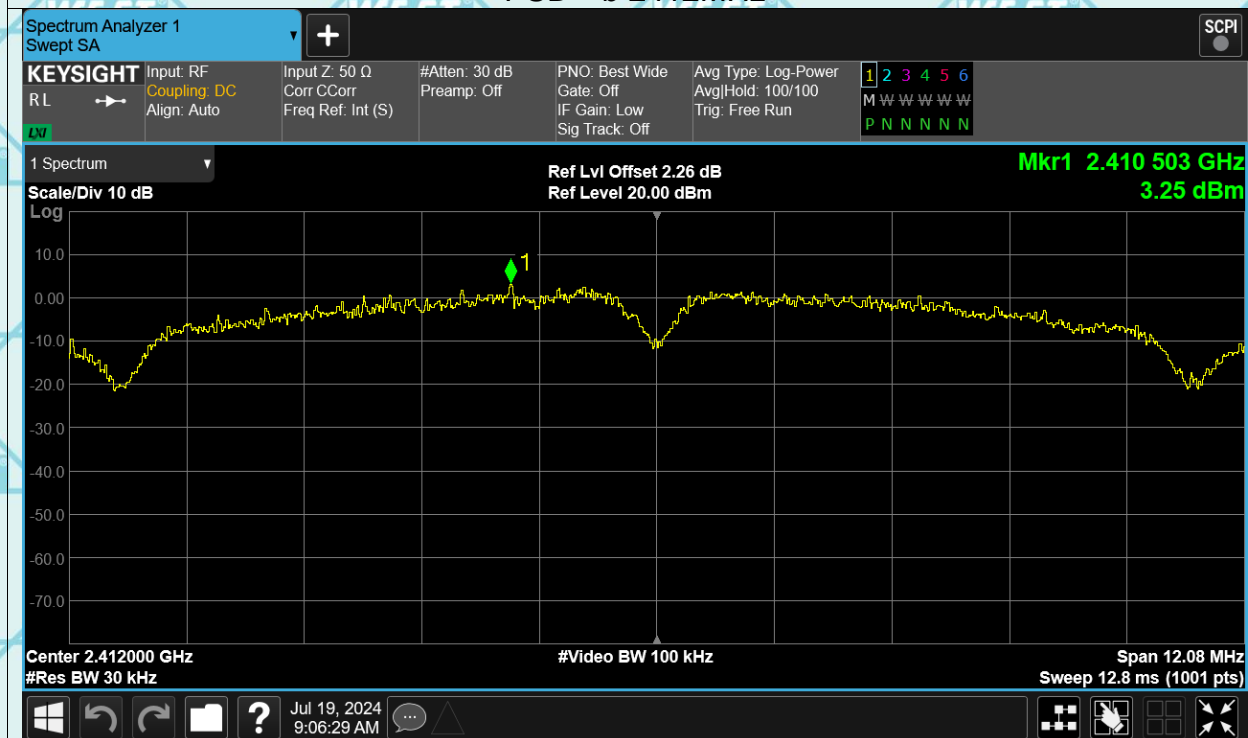 Spectrum Analyzer 1
Swept SA
+
SCPI
KEYSIGHT
RL
LXI
Input: RF
Coupling: DC
Align: Auto
Input Z: 50 Ω
Corr CCorr
Freq Ref: Int (S)
#Atten: 30 dB
Preamp: Off
PNO: Best Wide
Gate: Off
IF Gain: Low
Sig Track: Off
Avg Type: Log-Power
Avg|Hold: 100/100
Trig: Free Run
1 2 3 4 5 6
M W W W W W
P N N N N N
1 Spectrum
Scale/Div 10 dB
Log
Ref Lvl Offset 2.26 dB
Ref Level 20.00 dBm
Mkr1 2.410 503 GHz
3.25 dBm
1
10.0
0.00
-10.0
-20.0
-30.0
-40.0
-50.0
-60.0
-70.0
Center 2.412000 GHz
#Res BW 30 kHz
#Video BW 100 kHz
Span 12.08 MHz
Sweep 12.8 ms (1001 pts)
?
Jul 19, 2024
9:06:29 AM